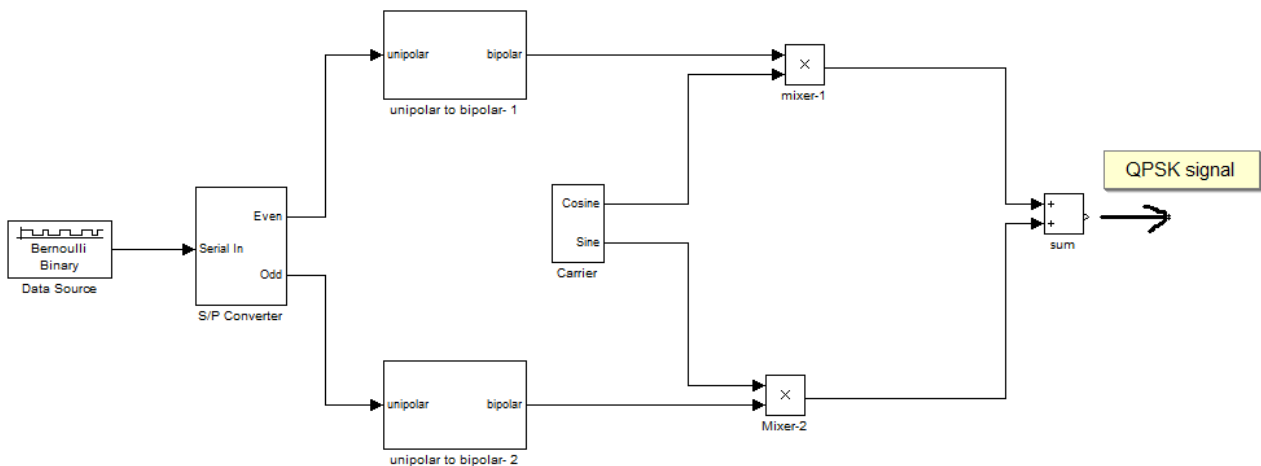 unipolar
bipolar
unipolar to bipolar- 1
×
mixer-1
QPSK signal
Bernoulli
Binary
Data Source
Serial In
Even
Odd
S/P Converter
Cosine
Sine
Carrier
+
+
sum
unipolar
bipolar
unipolar to bipolar- 2
×
Mixer-2